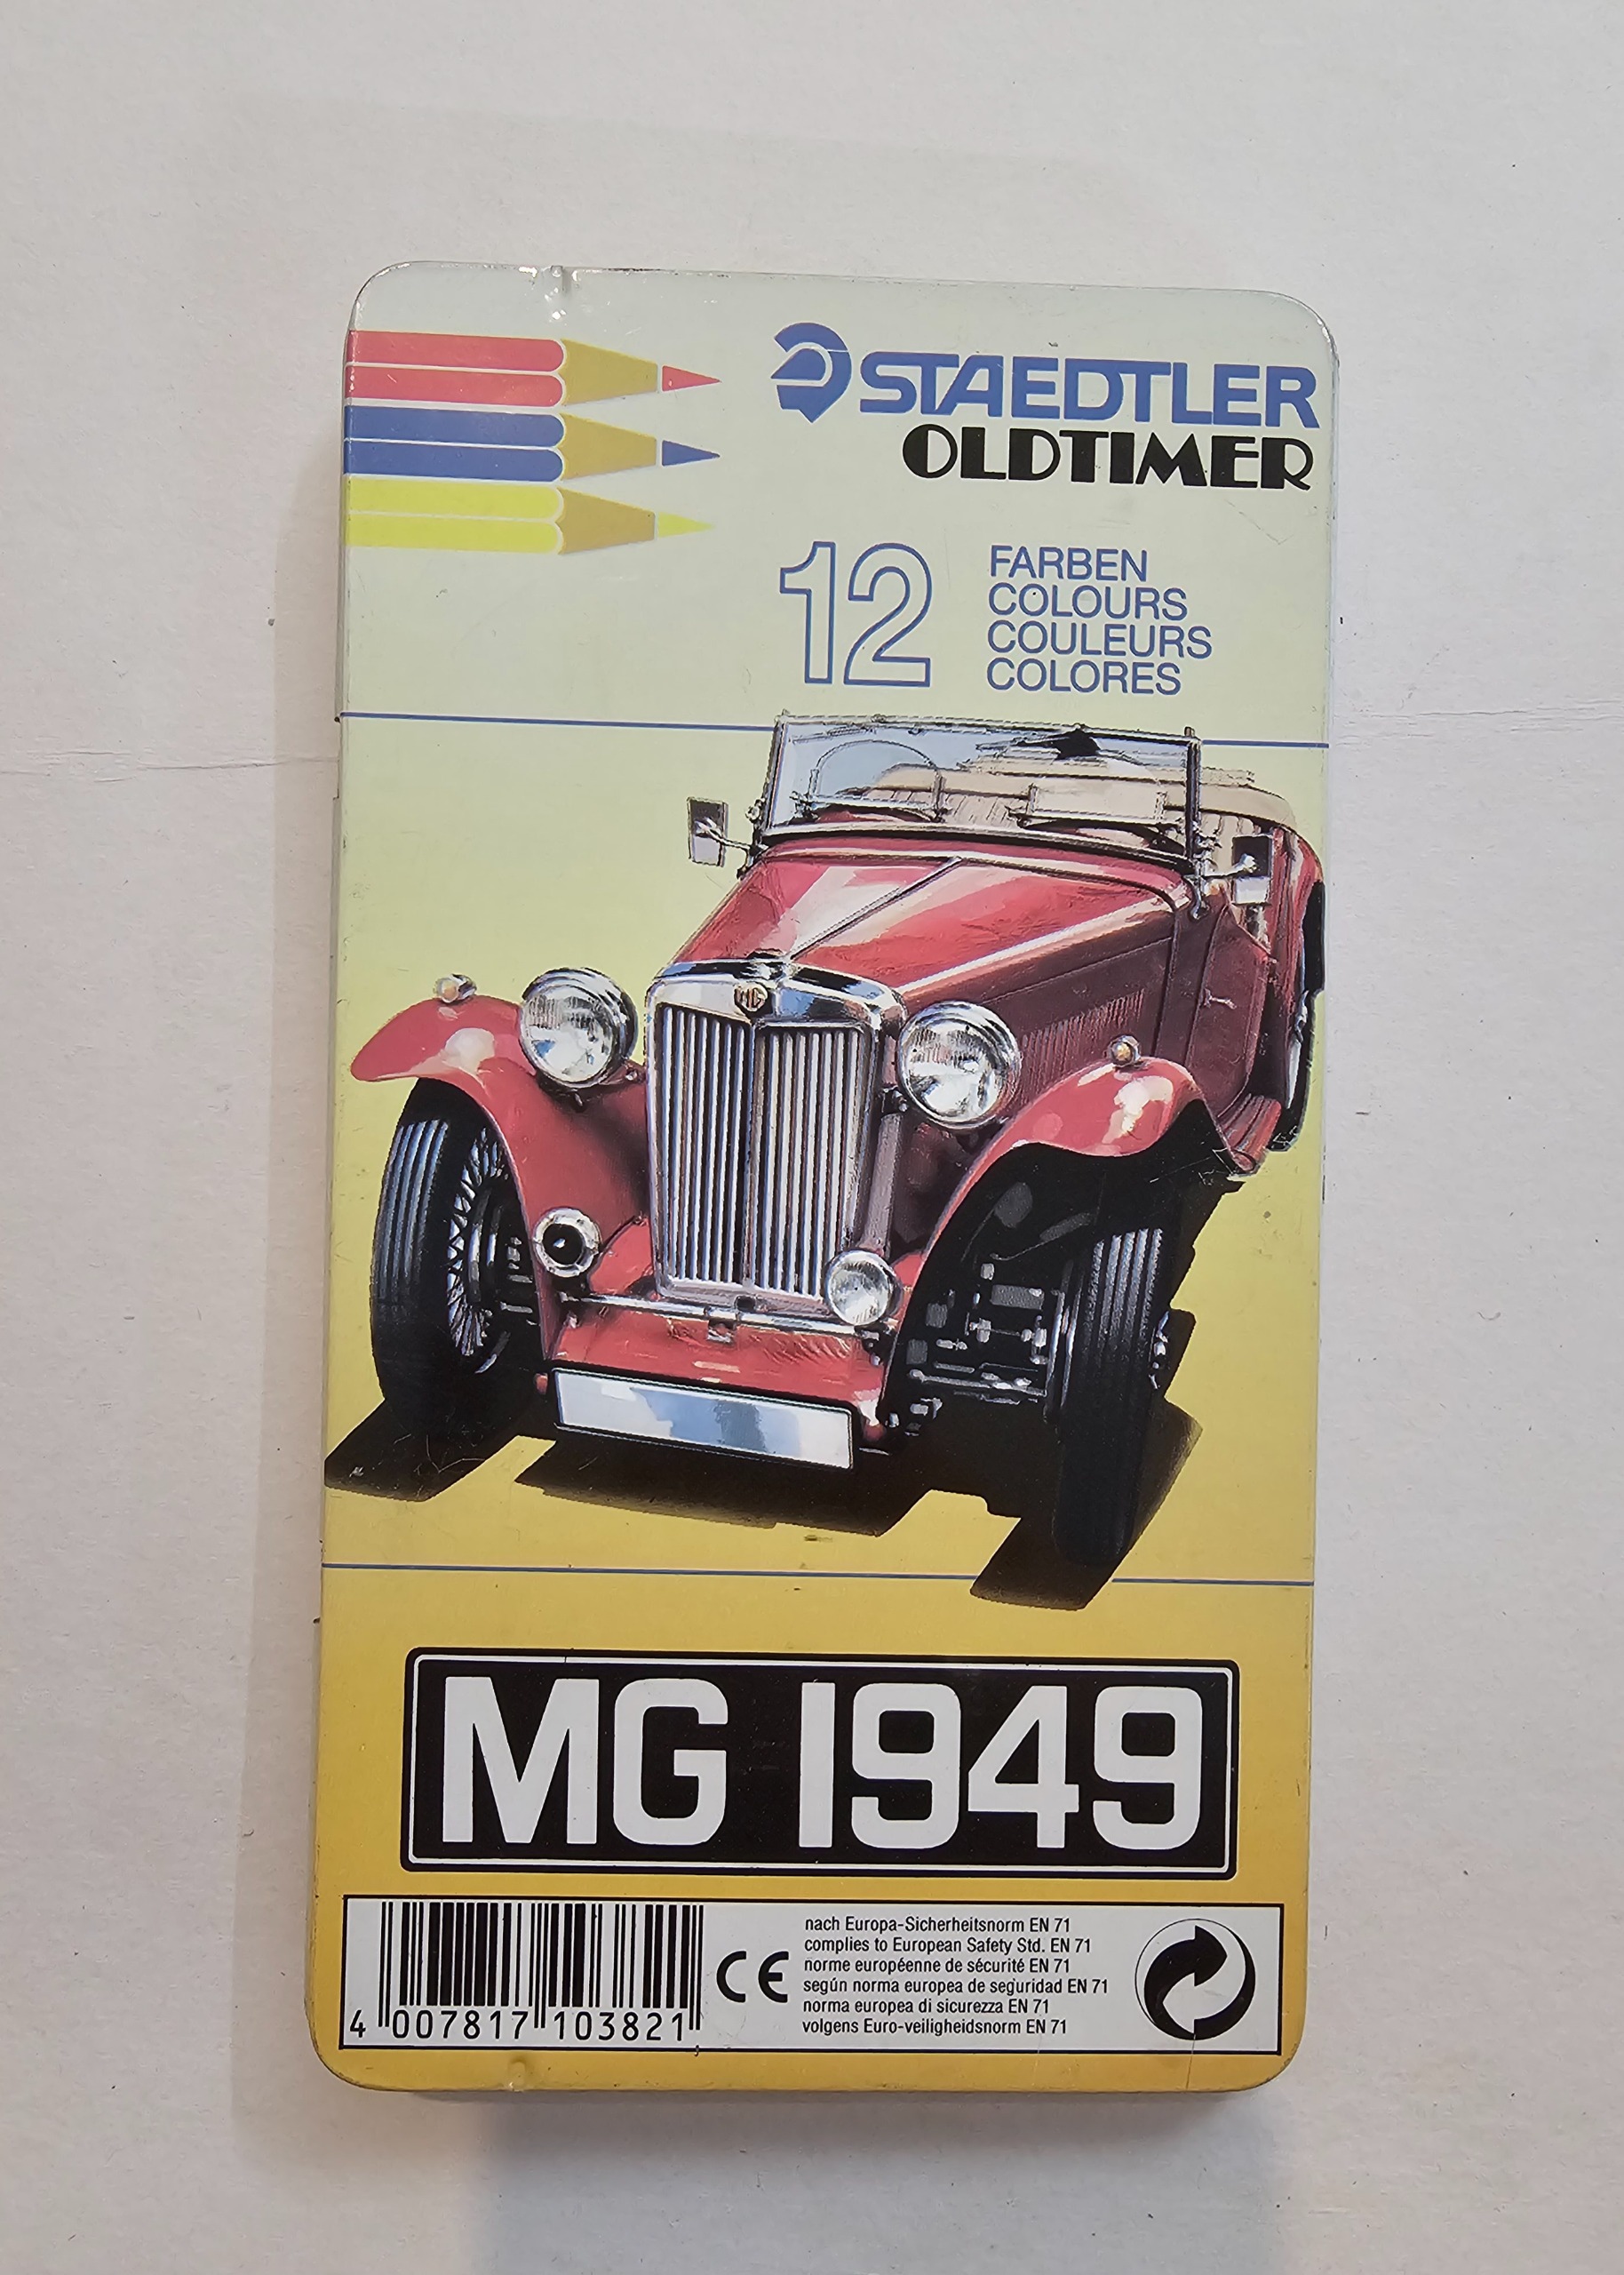 STAEDTLER
OLDTIMER
12
FARBEN
COLOURS
COULEURS
COLORES
MG
MG 1949
nach Europa-Sicherheitsnorm EN 71
complies to European Safety Std. EN 71
norme européenne de sécurité EN 71
según norma europea de seguridad EN 71
norma europea di sicurezza EN 71
volgens Euro-veiligheidsnorm EN 71
CE
4 007817 103821